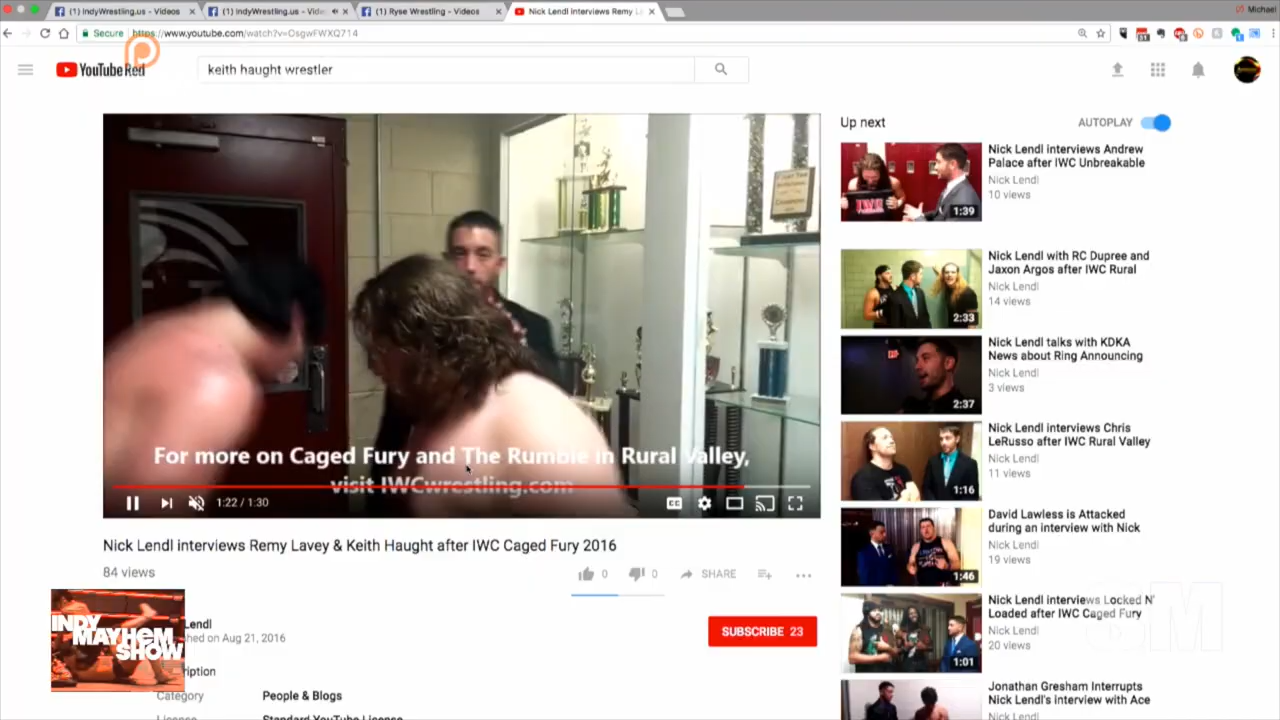 (1) IndyWrestling.us - Videos
(1) IndyWrestling.us - Vide
(1) Ryse Wrestling - Videos
Nick Lendl interviews Remy L
Michael
Secure
https://www.youtube.com/watch?v=OsgwFWXQ714
YouTube Red
keith haught wrestler
For more on Caged Fury and The Rumble in Rural Valley,
visit IWCwrestling.com
1:22 / 1:30
CC
Nick Lendl interviews Remy Lavey & Keith Haught after IWC Caged Fury 2016
84 views
0
0
SHARE
Lendl
hed on Aug 21, 2016
SUBSCRIBE 23
INDY
MAYHEM
SHOW
ription
Category
People & Blogs
License
Standard YouTube License
Up next
AUTOPLAY
Nick Lendl interviews Andrew
Palace after IWC Unbreakable
Nick Lendl
10 views
1:39
Nick Lendl with RC Dupree and
Jaxon Argos after IWC Rural
Nick Lendl
14 views
2:33
Nick Lendl talks with KDKA
News about Ring Announcing
Nick Lendl
3 views
2:37
Nick Lendl interviews Chris
LeRusso after IWC Rural Valley
Nick Lendl
11 views
1:16
David Lawless is Attacked
during an interview with Nick
Nick Lendl
19 views
1:46
Nick Lendl interviews Locked N'
Loaded after IWC Caged Fury
Nick Lendl
20 views
1:01
SM
Jonathan Gresham Interrupts
Nick Lendl's interview with Ace
Nick Lendl